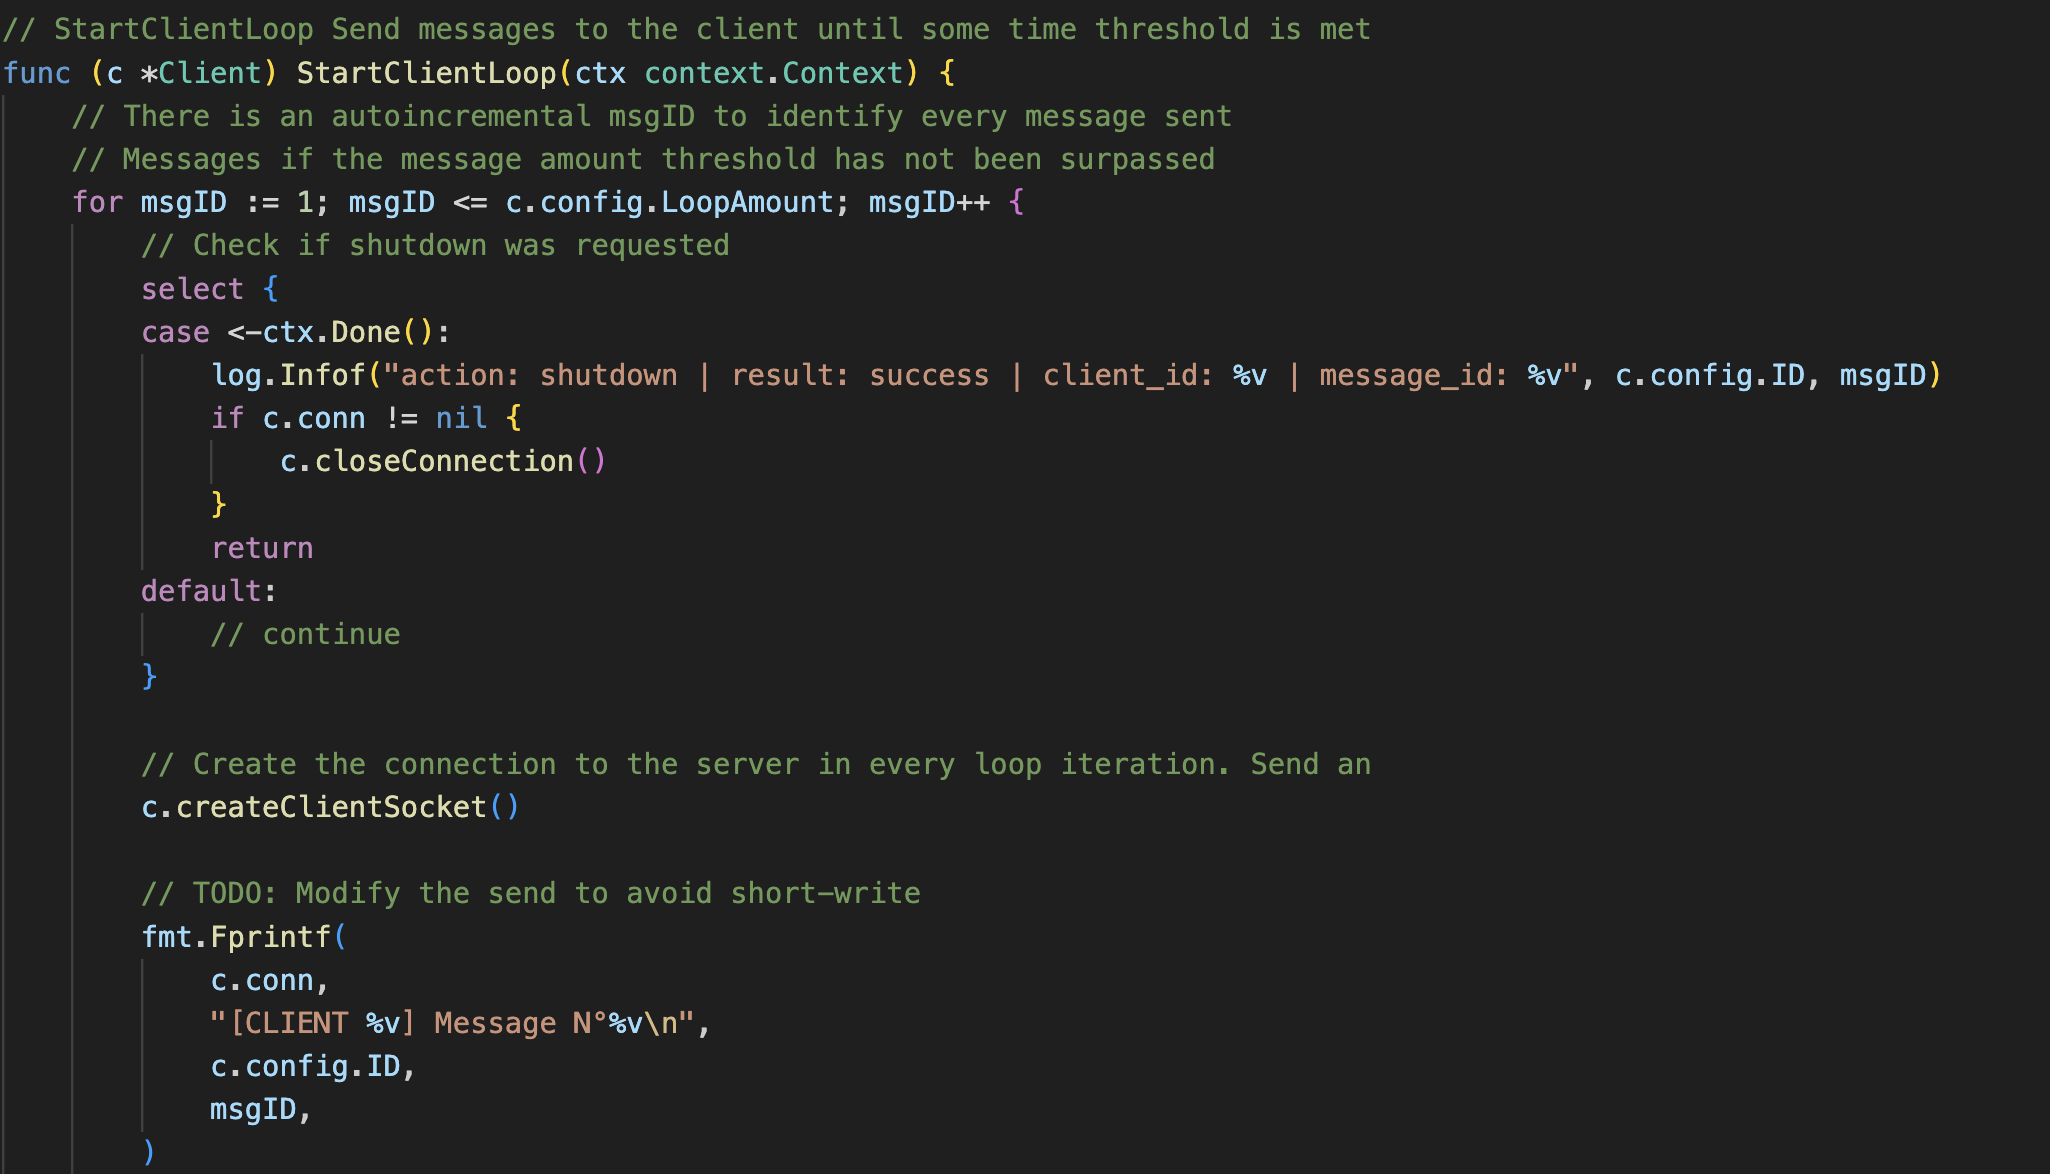 // StartClientLoop Send messages to the client until some time threshold is met
func (c *Client) StartClientLoop(ctx context.Context) {
    // There is an autoincremental msgID to identify every message sent
    // Messages if the message amount threshold has not been surpassed
    for msgID := 1; msgID <= c.config.LoopAmount; msgID++ {
        // Check if shutdown was requested
        select {
        case <-ctx.Done():
            log.Infof("action: shutdown | result: success | client_id: %v | message_id: %v", c.config.ID, msgID)
            if c.conn != nil {
                c.closeConnection()
            }
            return
        default:
            // continue
        }

        // Create the connection to the server in every loop iteration. Send an
        c.createClientSocket()

        // TODO: Modify the send to avoid short-write
        fmt.Fprintf(
            c.conn,
            "[CLIENT %v] Message N°%v\n",
            c.config.ID,
            msgID,
        )